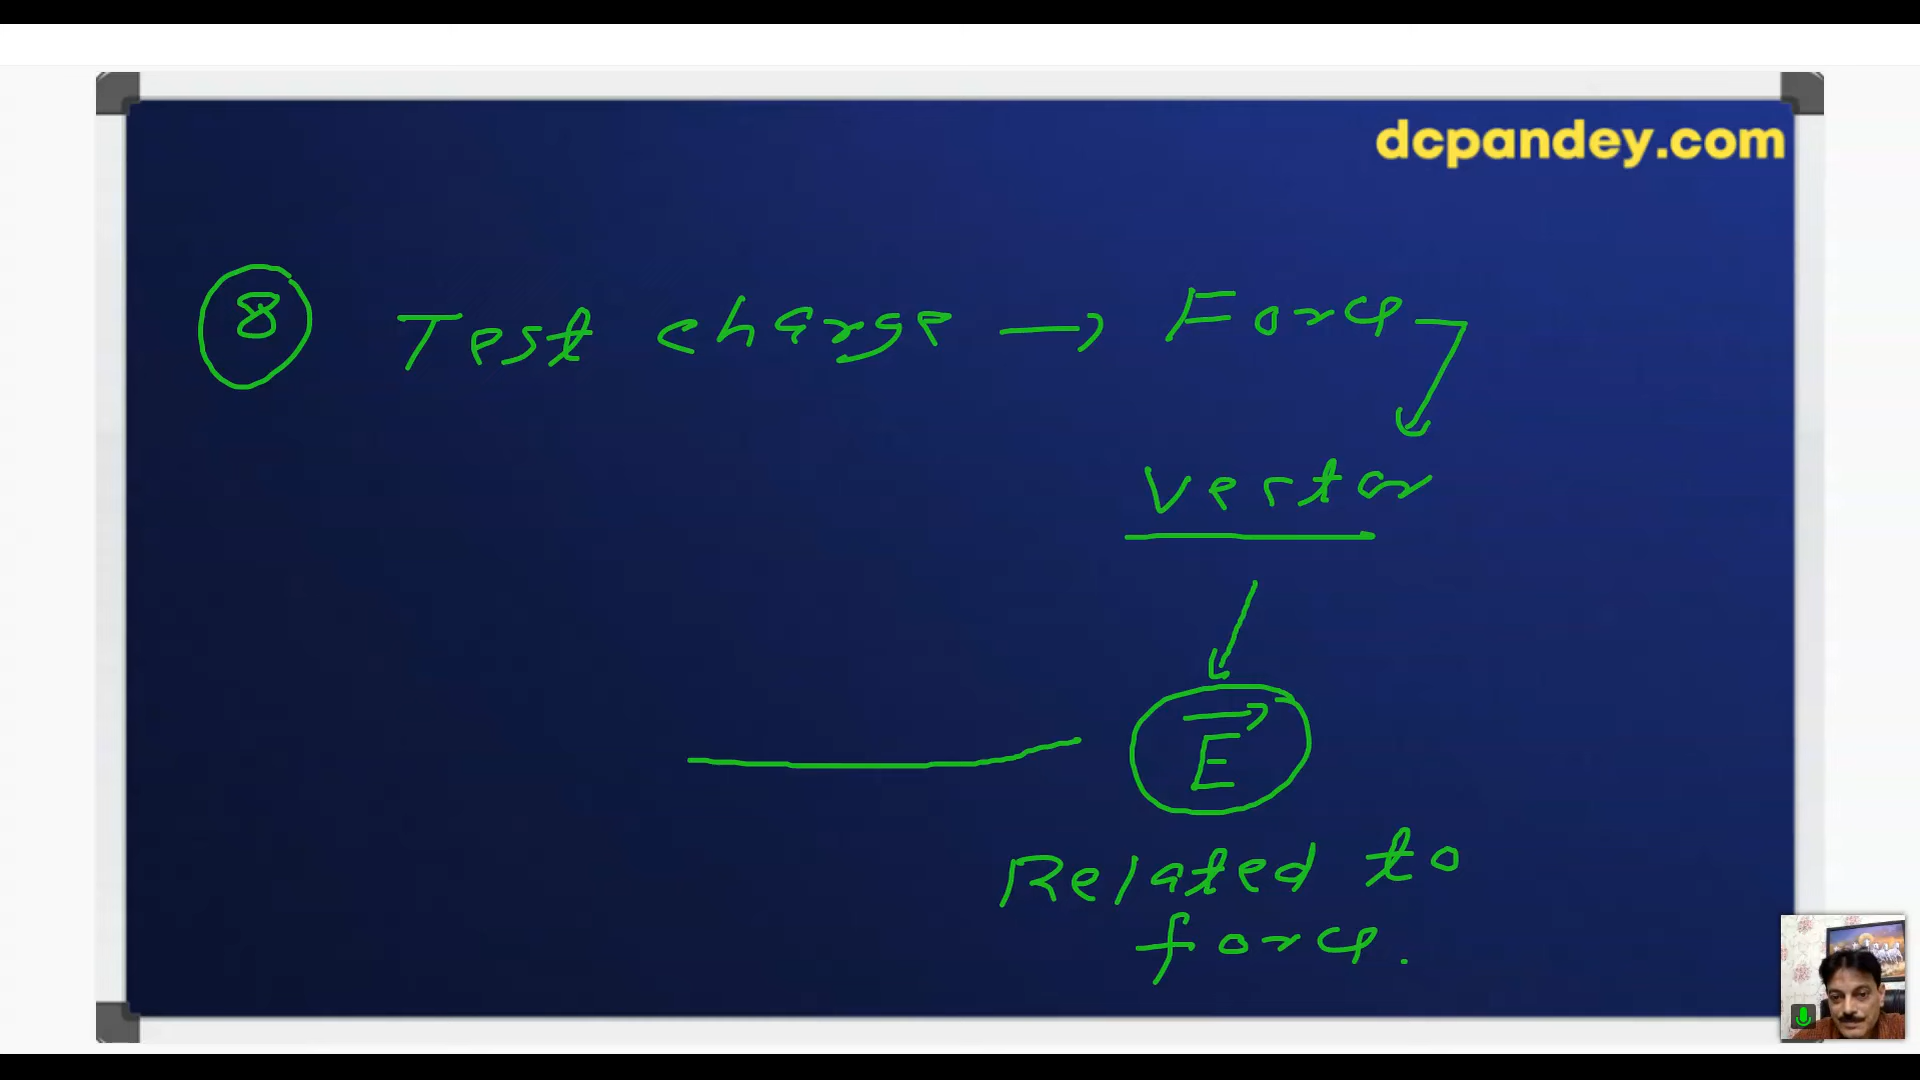 dcpandey.com
8 Test charge → Force
vector
E
Related to
force.